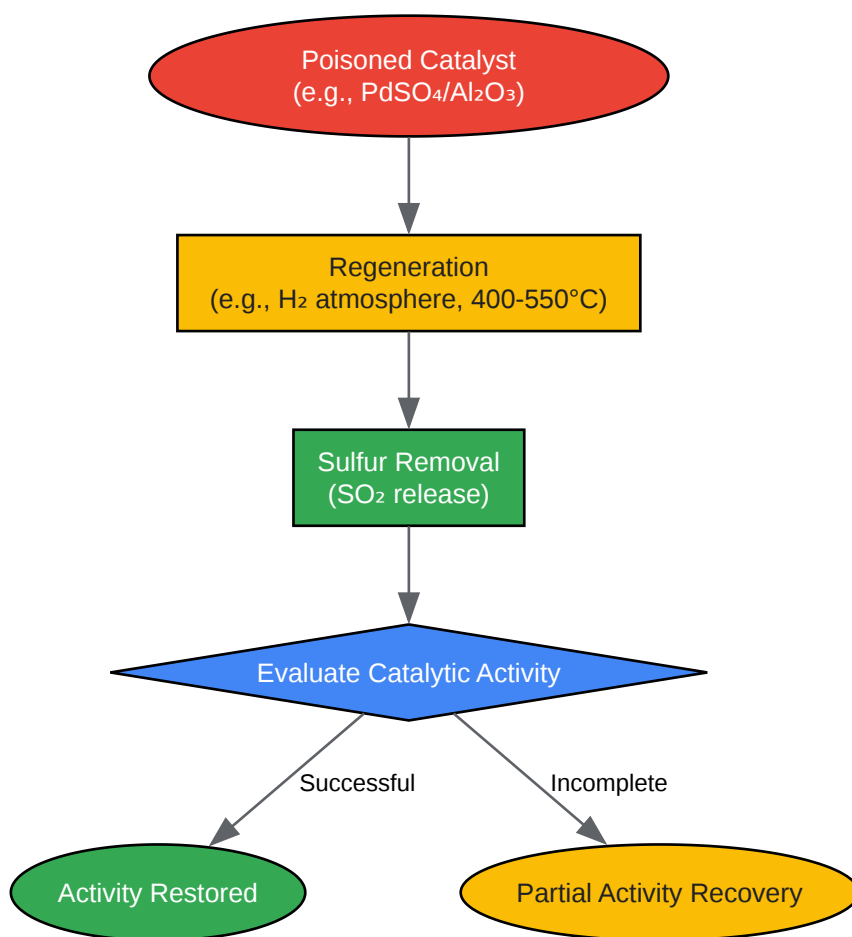 Poisoned Catalyst
(e.g., PdSO₄/Al₂O₃)
Regeneration
(e.g., H₂ atmosphere, 400-550°C)
Sulfur Removal
(SO₂ release)
Evaluate Catalytic Activity
Successful
Incomplete
Activity Restored
Partial Activity Recovery